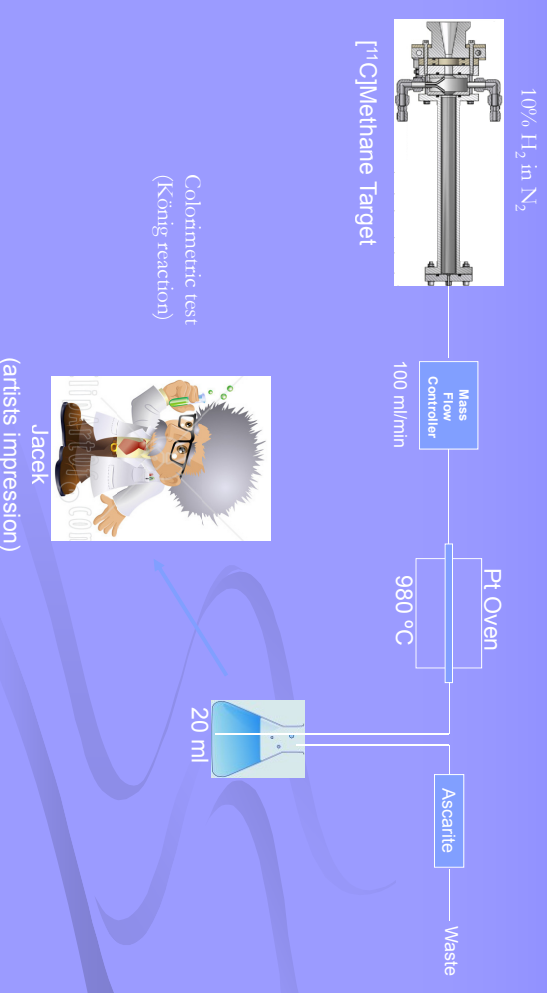 10% H₂ in N₂
[¹¹C]Methane Target
Mass
Flow
Controller
100 ml/min
Pt Oven
980 ºC
Ascarite
Waste
20 ml
Colorimetric test
(König reaction)
Jacek
(artists impression)